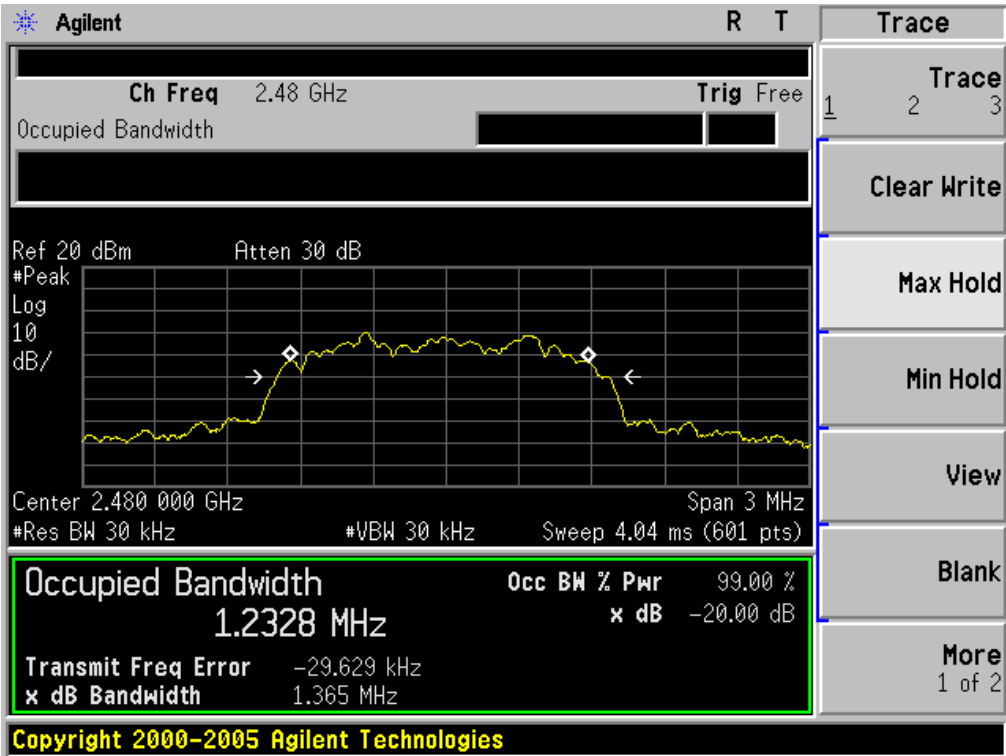 Agilent R T
Ch Freq 2.48 GHz Trig Free
Occupied Bandwidth
Ref 20 dBm Atten 30 dB
#Peak
Log
10
dB/
Center 2.480 000 GHz Span 3 MHz
#Res BW 30 kHz #VBW 30 kHz Sweep 4.04 ms (601 pts)
Occupied Bandwidth Occ BW % Pwr 99.00 %
1.2328 MHz x dB -20.00 dB
Transmit Freq Error -29.629 kHz
x dB Bandwidth 1.365 MHz
Copyright 2000-2005 Agilent Technologies
Trace
Trace
1 2 3
Clear Write
Max Hold
Min Hold
View
Blank
More
1 of 2